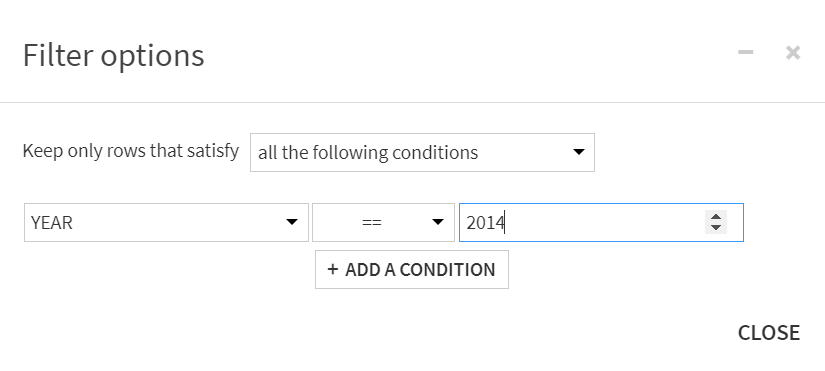 Filter options
Keep only rows that satisfy all the following conditions
YEAR == 2014
+ ADD A CONDITION
CLOSE